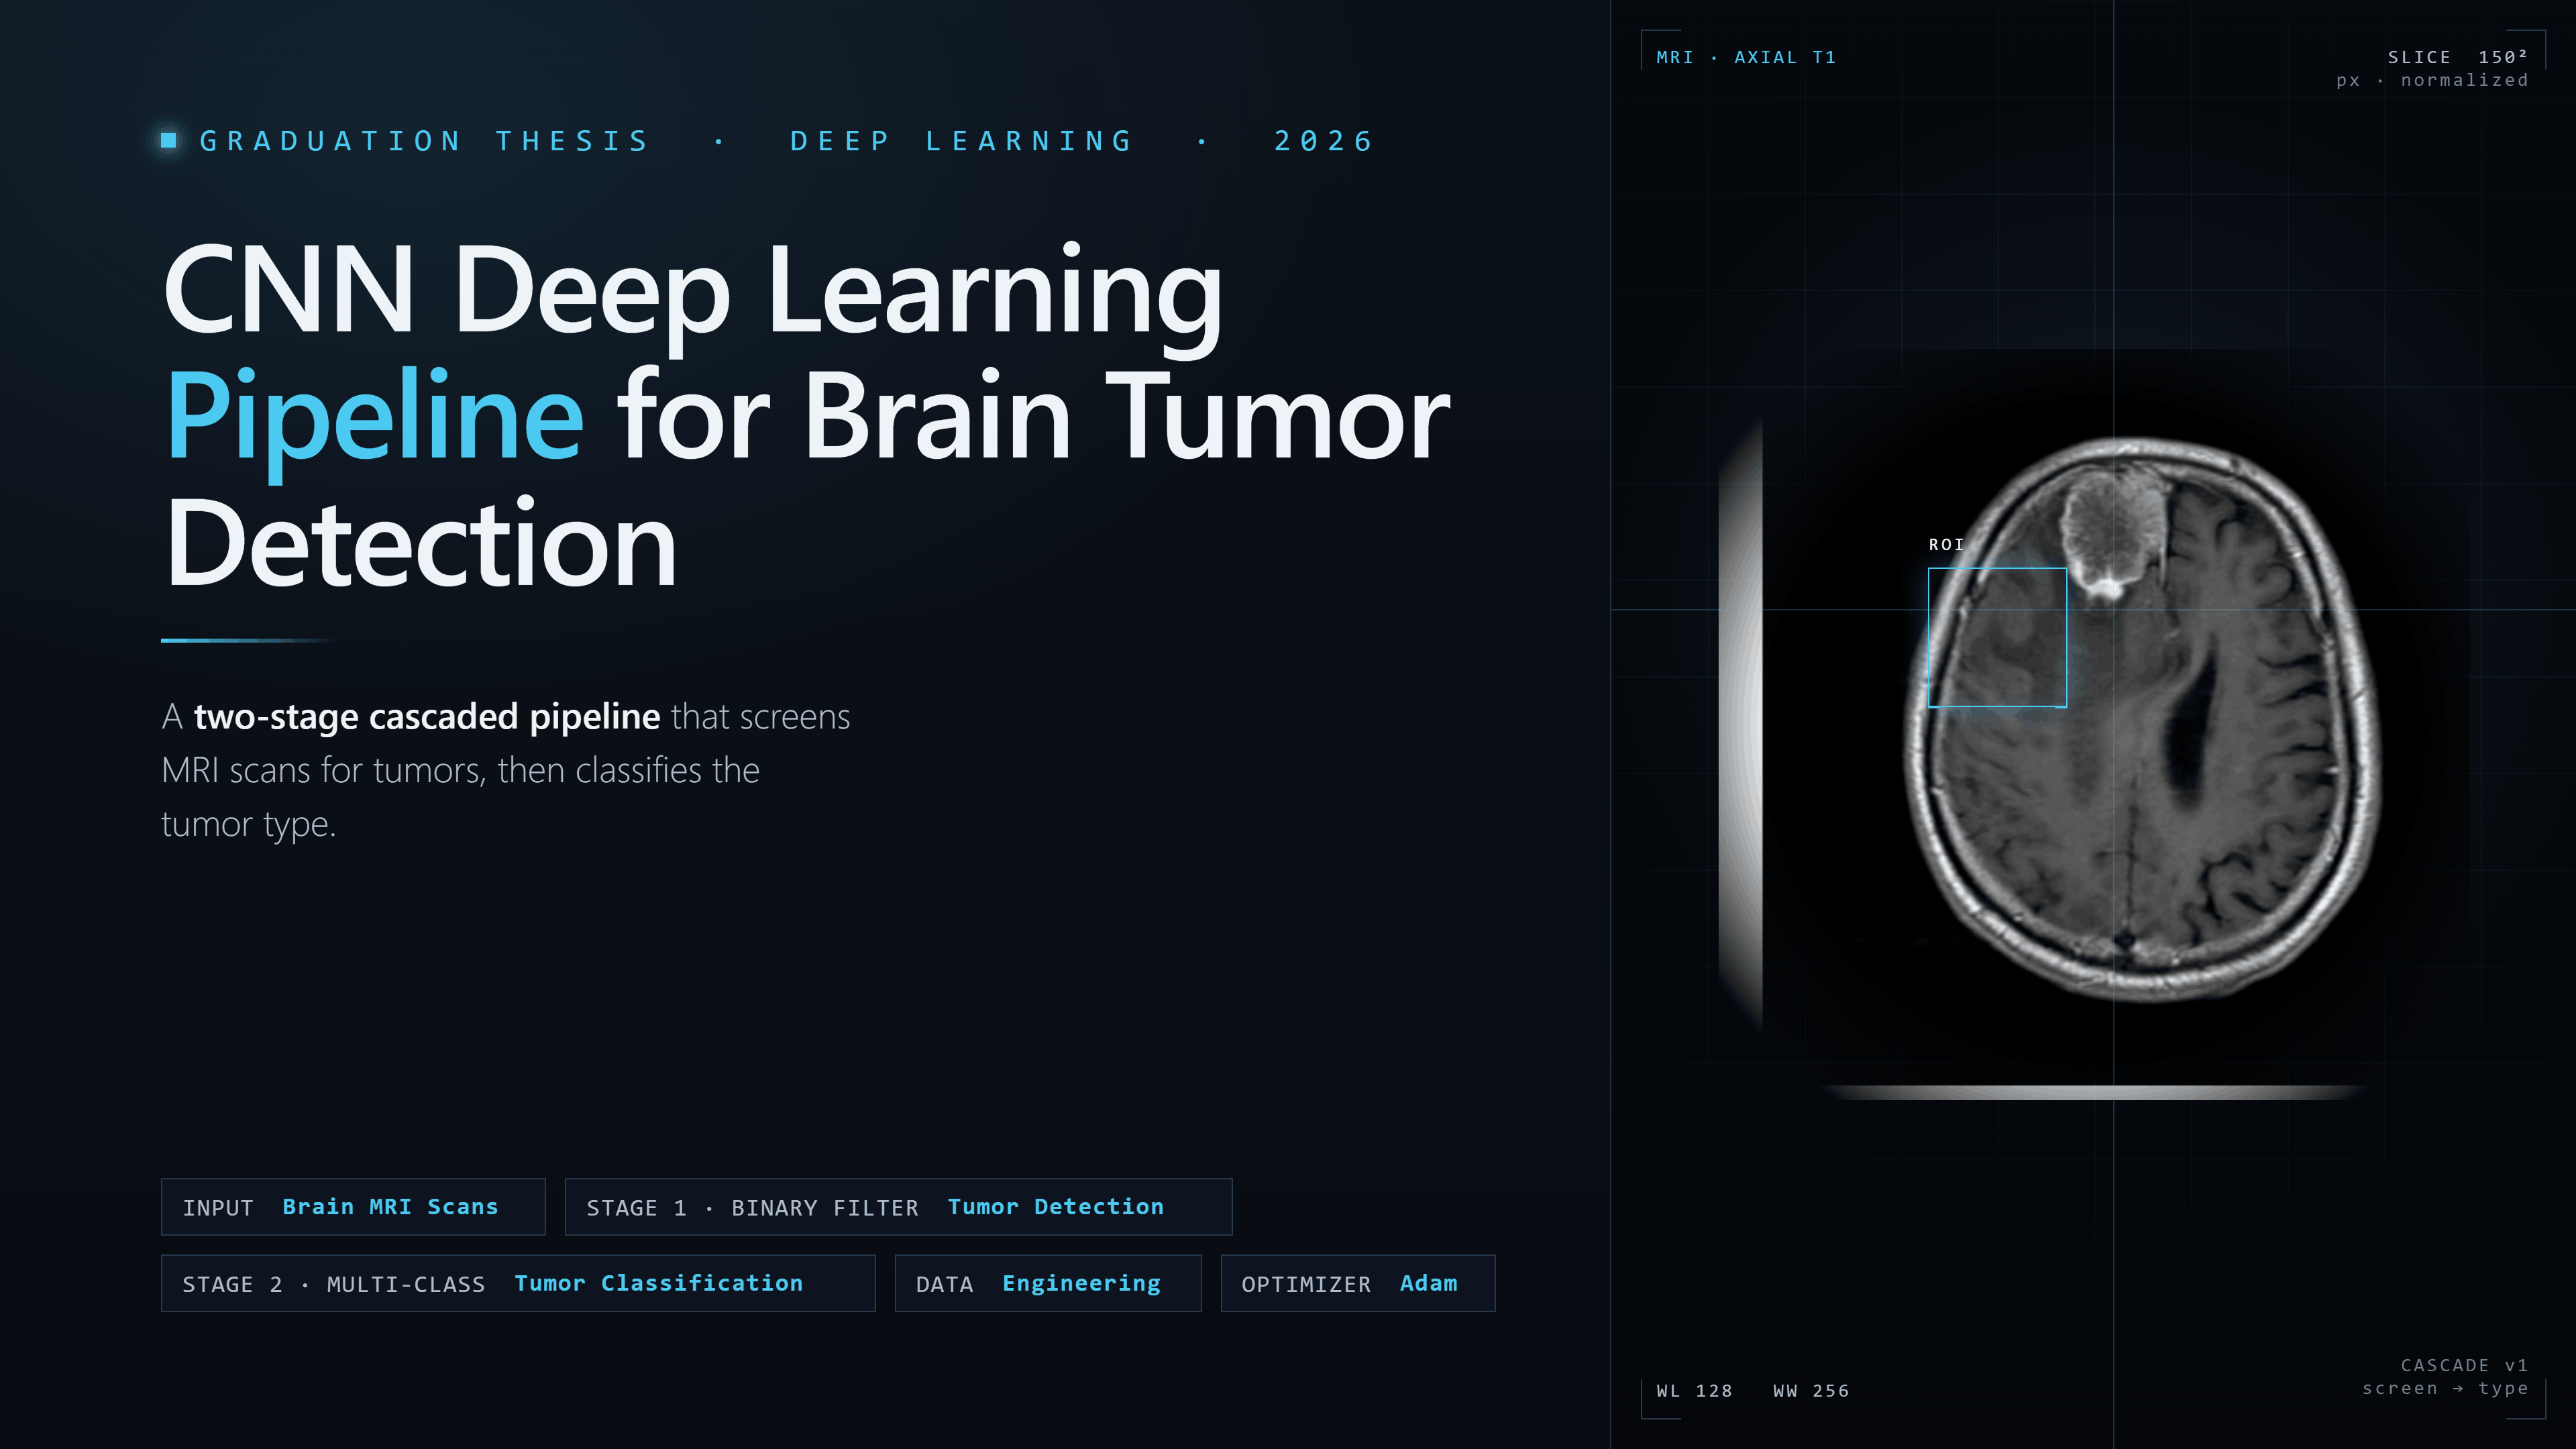 GRADUATION THESIS · DEEP LEARNING · 2026
CNN Deep Learning
Pipeline for Brain Tumor
Detection
A two-stage cascaded pipeline that screens
MRI scans for tumors, then classifies the
tumor type.
INPUT Brain MRI Scans
STAGE 1 · BINARY FILTER Tumor Detection
STAGE 2 · MULTI-CLASS Tumor Classification
DATA Engineering
OPTIMIZER Adam
MRI · AXIAL T1
SLICE 150²
px · normalized
ROI
WL 128 WW 256
CASCADE v1
screen → type